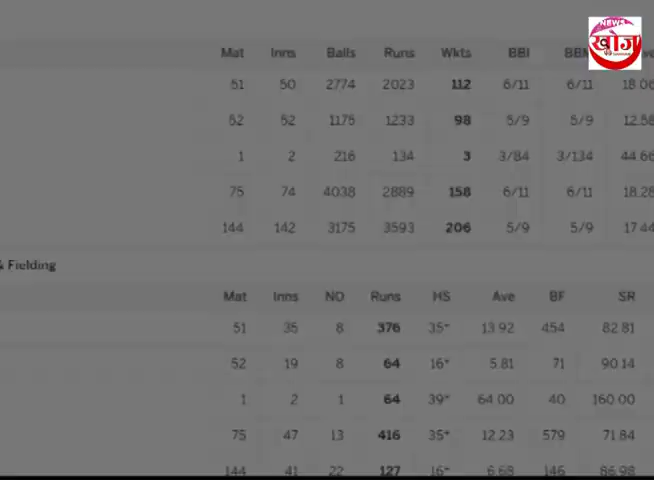 NEWS
खोज
Mat Inns Balls Runs Wkts BBI BBM
51 50 2774 2023 112 6/11 6/11 18.06
52 52 1175 1233 98 5/9 5/9 12.58
1 2 216 134 3 3/84 3/134 44.66
75 74 4038 2889 158 6/11 6/11 18.28
144 142 3175 3593 206 5/9 5/9 17.44
& Fielding
Mat Inns NO Runs HS Ave BF SR
51 35 8 376 35* 13.92 454 82.81
52 19 8 64 16* 5.81 71 90.14
1 2 1 64 39* 64.00 40 160.00
75 47 13 416 35* 12.23 579 71.84
144 41 22 127 16* 6.68 146 86.98